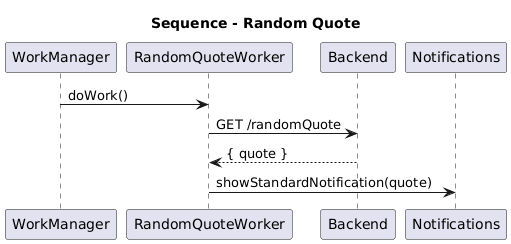 Sequence - Random Quote
WorkManager RandomQuoteWorker Backend Notifications
doWork()
GET /randomQuote
{ quote }
showStandardNotification(quote)
WorkManager RandomQuoteWorker Backend Notifications